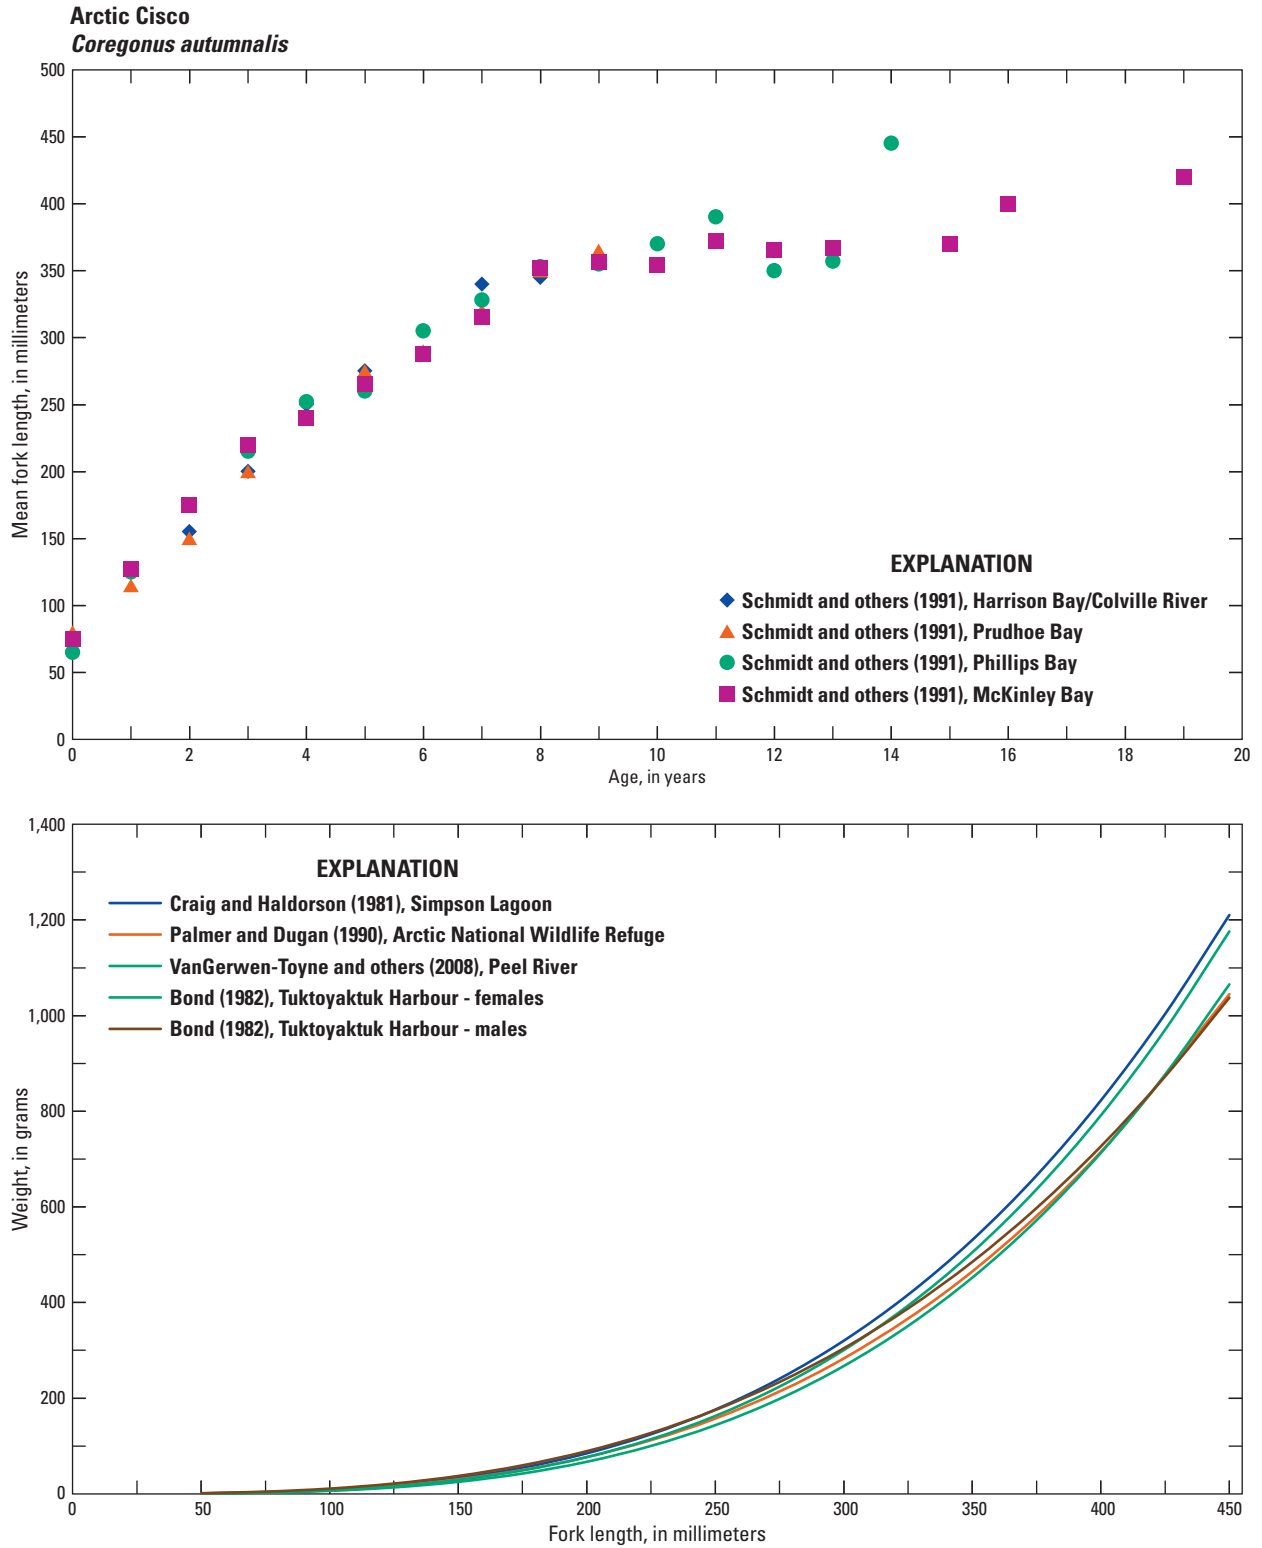 Arctic Cisco
Coregonus autumnalis
500
450
400
350
300
250
200
150
100
50
0
Mean fork length, in millimeters
EXPLANATION
Schmidt and others (1991), Harrison Bay/Colville River
Schmidt and others (1991), Prudhoe Bay
Schmidt and others (1991), Phillips Bay
Schmidt and others (1991), McKinley Bay
0 2 4 6 8 10 12 14 16 18 20
Age, in years
1,400
1,200
1,000
800
600
400
200
0
Weight, in grams
EXPLANATION
Craig and Haldorson (1981), Simpson Lagoon
Palmer and Dugan (1990), Arctic National Wildlife Refuge
VanGerwen-Toyne and others (2008), Peel River
Bond (1982), Tuktoyaktuk Harbour - females
Bond (1982), Tuktoyaktuk Harbour - males
0 50 100 150 200 250 300 350 400 450
Fork length, in millimeters